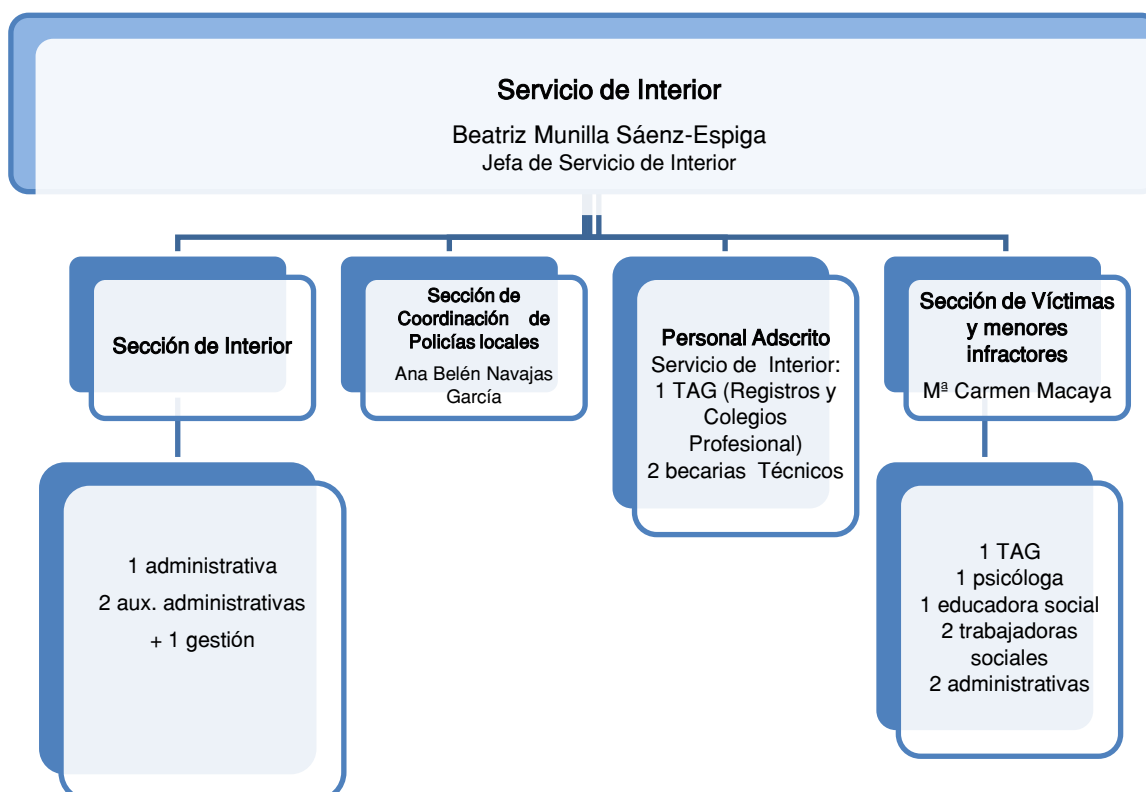 Servicio de Interior
Beatriz Munilla Sáenz-Espiga
Jefa de Servicio de Interior
Sección de Interior
Sección de
Coordinación de
Policías locales
Ana Belén Navajas
García
Personal Adscrito
Servicio de Interior:
1 TAG (Registros y
Colegios
Profesional)
2 becarias Técnicos
Sección de Víctimas
y menores
infractores
Mª Carmen Macaya
1 administrativa
2 aux. administrativas
+ 1 gestión
1 TAG
1 psicóloga
1 educadora social
2 trabajadoras
sociales
2 administrativas